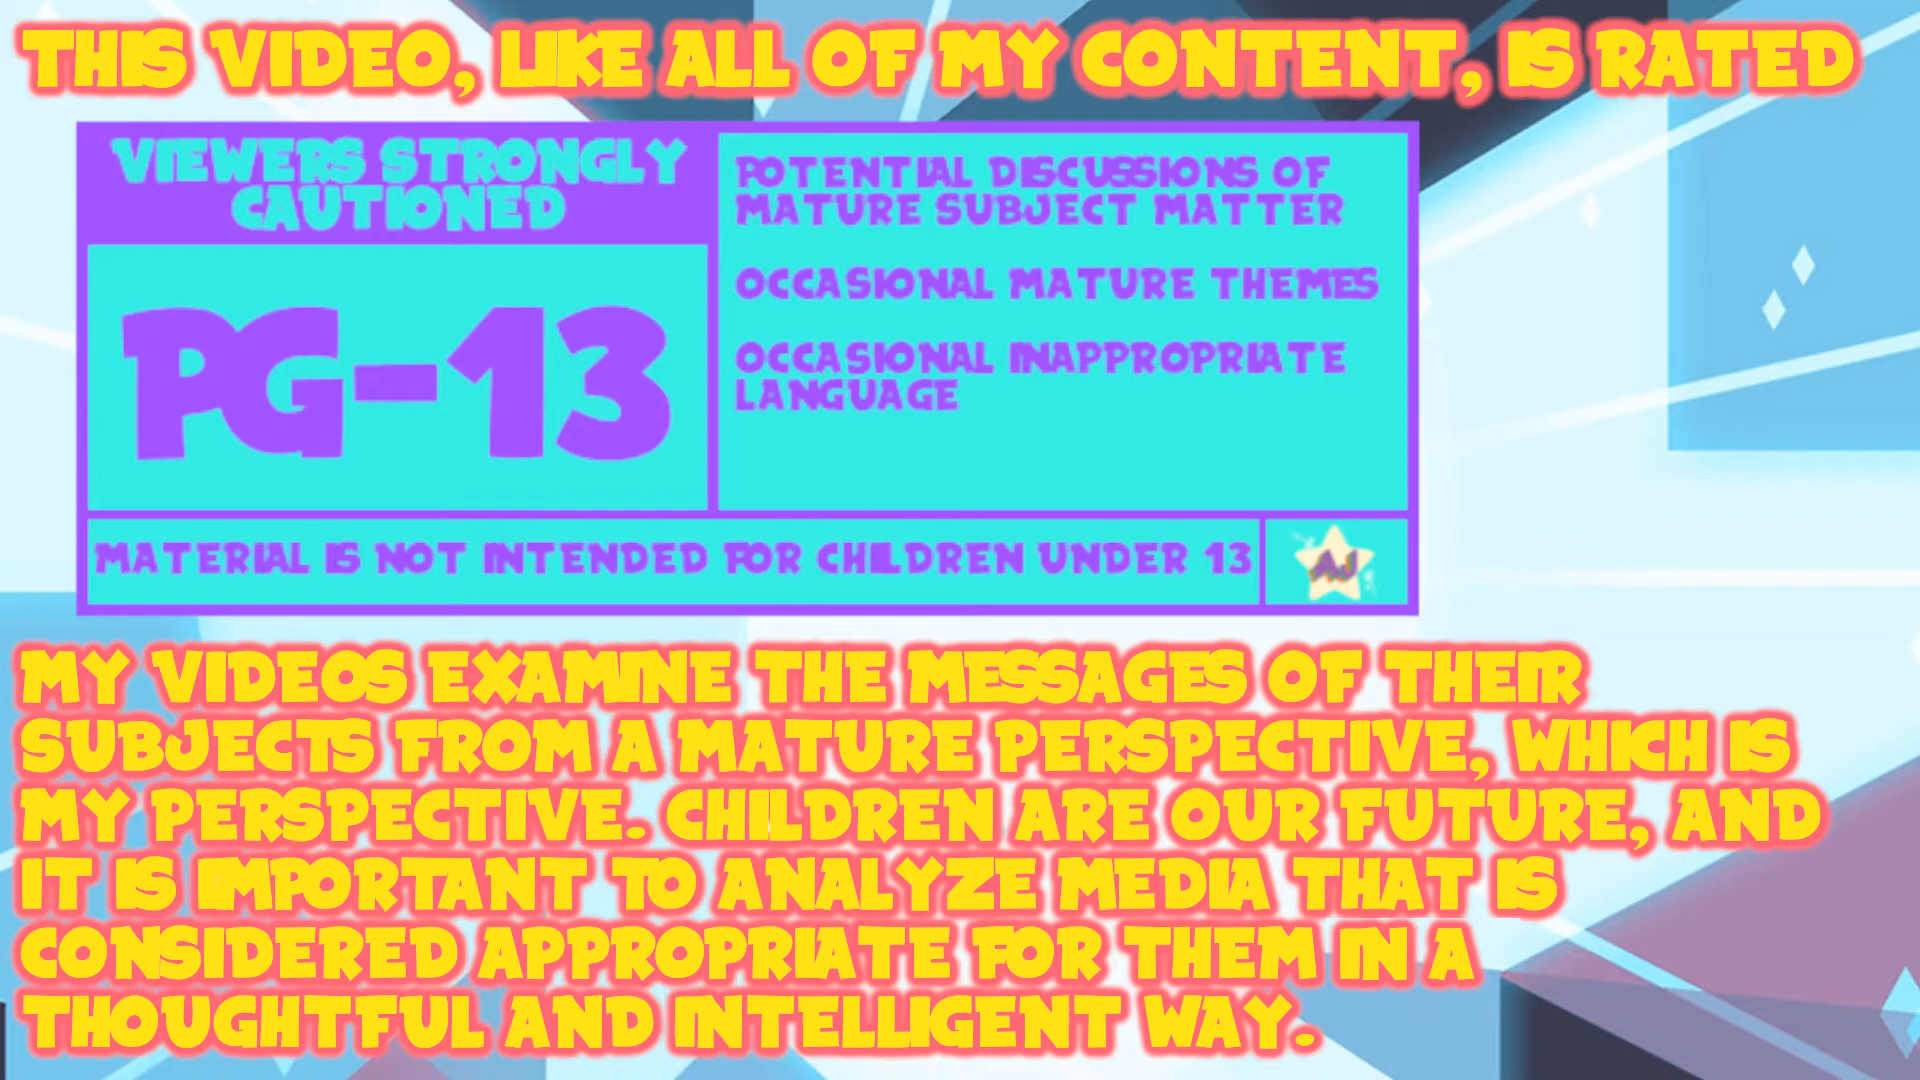 THIS VIDEO, LIKE ALL OF MY CONTENT, IS RATED
VIEWERS STRONGLY
CAUTIONED
PG-13
POTENTIAL DISCUSSIONS OF
MATURE SUBJECT MATTER
OCCASIONAL MATURE THEMES
OCCASIONAL INAPPROPRIATE
LANGUAGE
MATERIAL IS NOT INTENDED FOR CHILDREN UNDER 13
AJ
MY VIDEOS EXAMINE THE MESSAGES OF THEIR
SUBJECTS FROM A MATURE PERSPECTIVE, WHICH IS
MY PERSPECTIVE. CHILDREN ARE OUR FUTURE, AND
IT IS IMPORTANT TO ANALYZE MEDIA THAT IS
CONSIDERED APPROPRIATE FOR THEM IN A
THOUGHTFUL AND INTELLIGENT WAY.